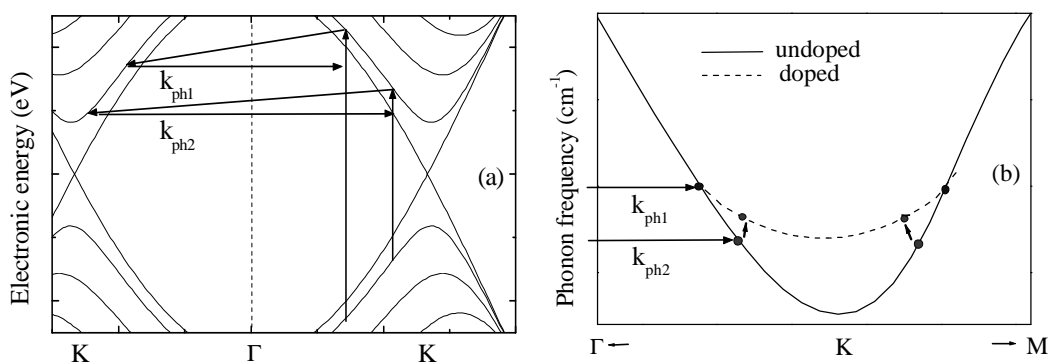 Electronic energy (eV)
k_ph1
k_ph2
(a)
K
Γ
K
Phonon frequency (cm⁻¹)
undoped
doped
(b)
k_ph1
k_ph2
Γ
K
M